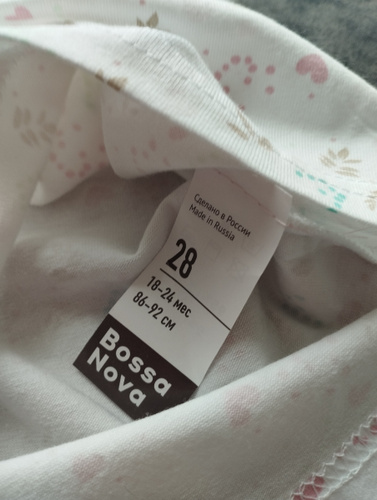 Сделано в России
Made in Russia
28
18-24 мес
86-92 см
Bossa
Nova